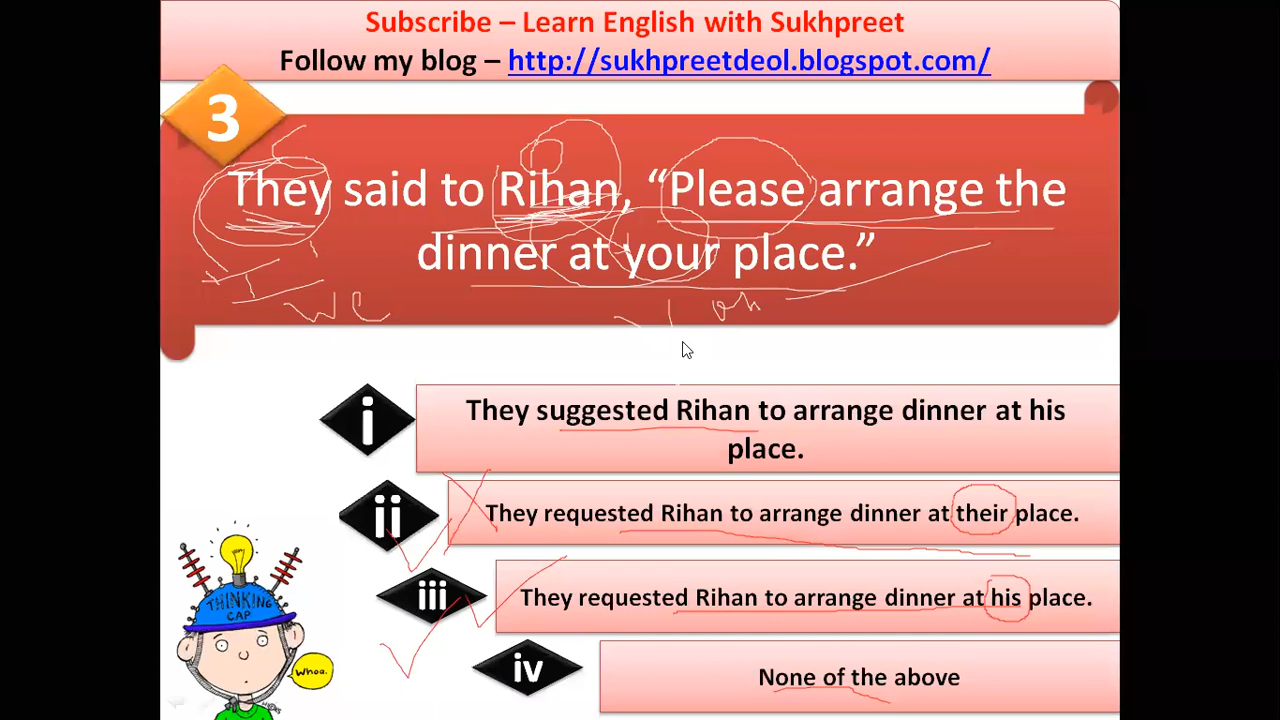 Subscribe – Learn English with Sukhpreet
Follow my blog – http://sukhpreetdeol.blogspot.com/
3
They said to Rihan, “Please arrange the
dinner at your place.”
we
i
They suggested Rihan to arrange dinner at his
place.
ii
They requested Rihan to arrange dinner at their place.
iii
They requested Rihan to arrange dinner at his place.
iv
None of the above
THINKING
CAP
Whoa.